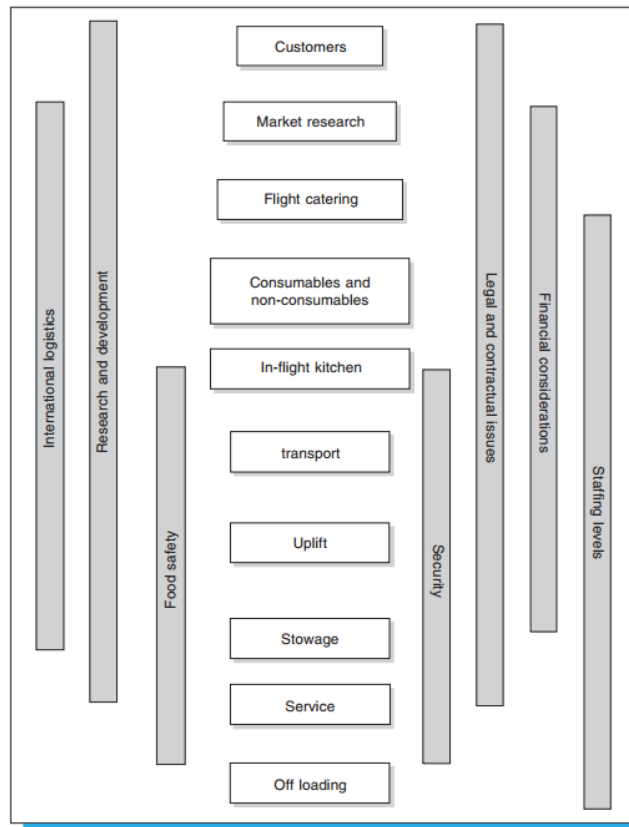 Customers
Market research
Flight catering
Consumables and
non-consumables
In-flight kitchen
transport
Uplift
Stowage
Service
Off loading
International logistics
Research and development
Food safety
Security
Legal and contractual issues
Financial considerations
Staffing levels